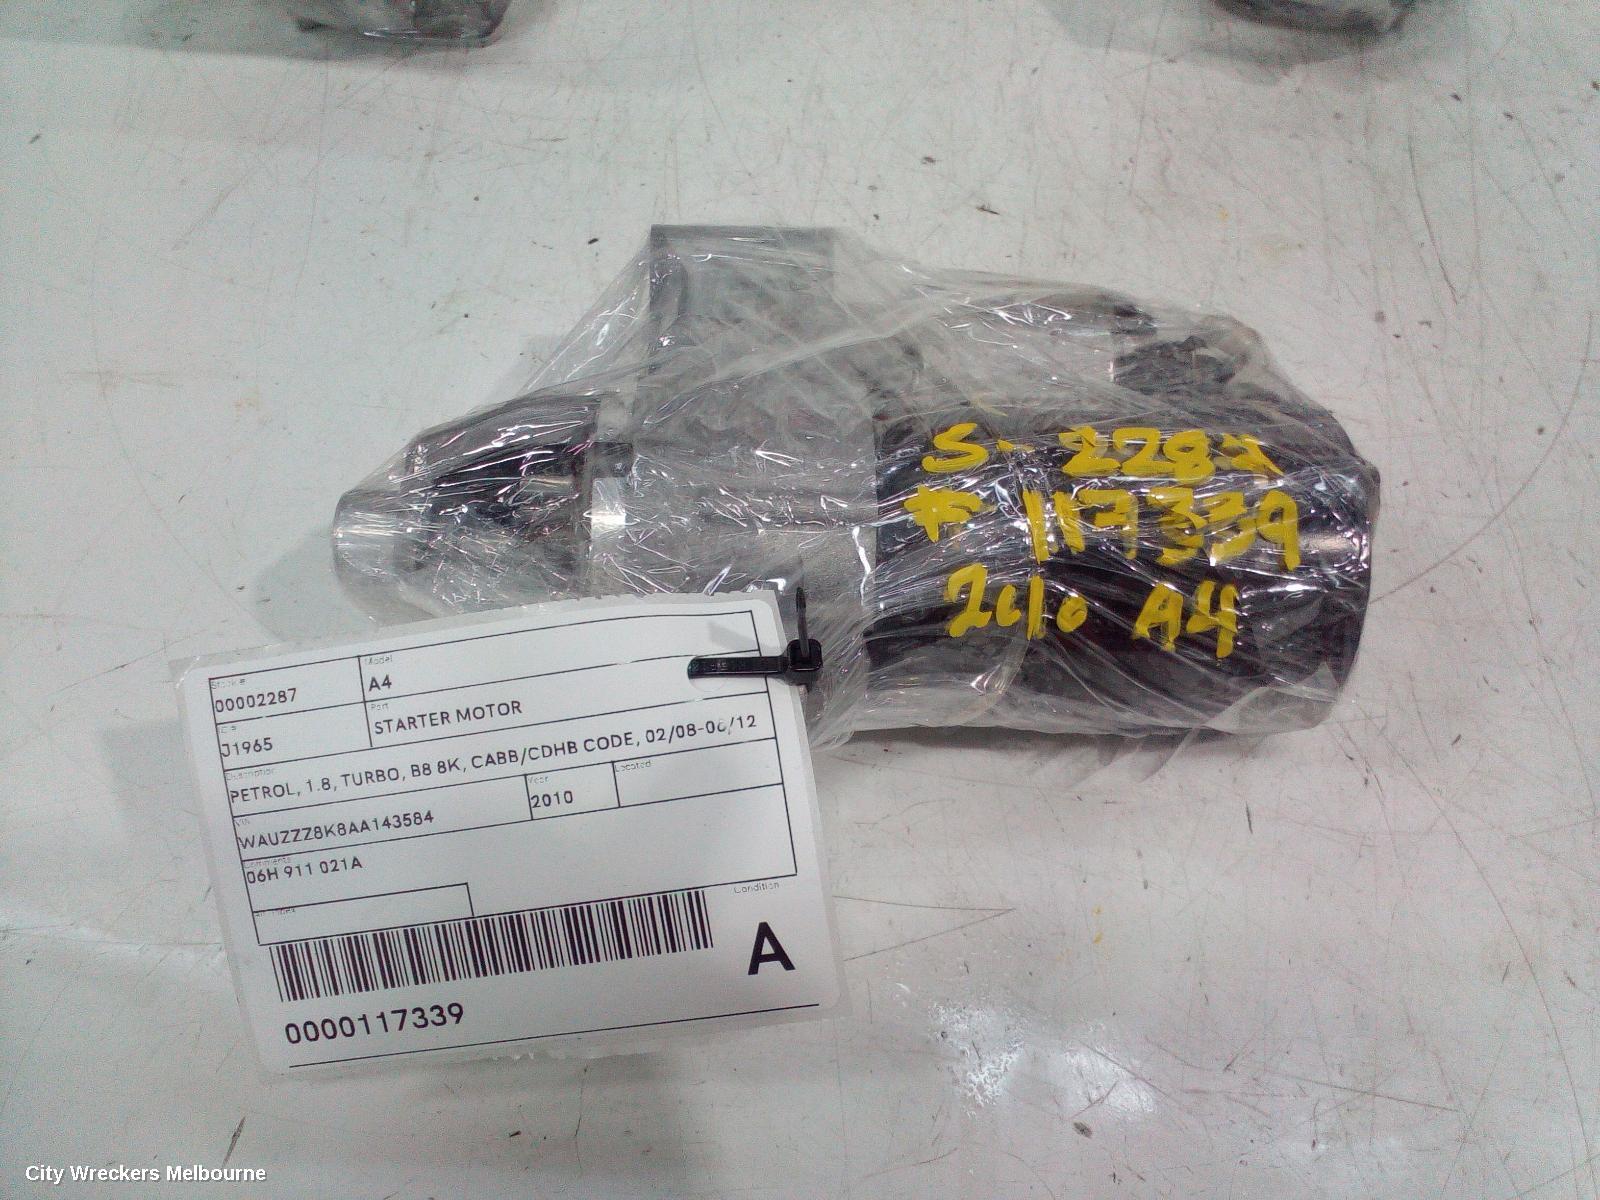 S- 2287
* 117339
2010 A4
Stock #
Model
00002287
A4
Part
J1965
STARTER MOTOR
Description
PETROL, 1.8, TURBO, B8 8K, CABB/CDHB CODE, 02/08-06/12
VIN
Year
Located
WAUZZZ8K8AA143584
2010
Comments
06H 911 021A
Condition
A
0000117339
City Wreckers Melbourne